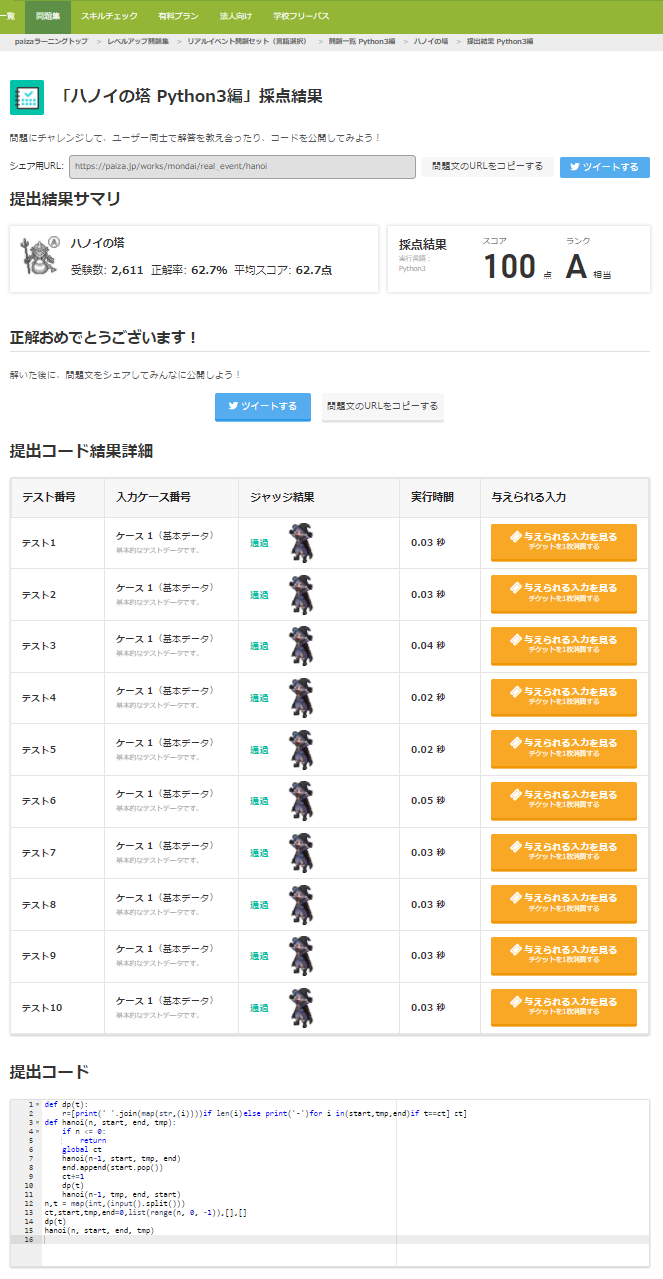 一覧 問題集 スキルチェック 有料プラン 法人向け 学校フリーパス
paizaラーニングトップ > レベルアップ問題集 > リアルイベント問題セット（言語選択） > 問題一覧 Python3編 > ハノイの塔 > 提出結果 Python3編
「ハノイの塔 Python3編」採点結果
問題にチャレンジして、ユーザー同士で解答を教え合ったり、コードを公開してみよう！
シェア用URL: https://paiza.jp/works/mondai/real_event/hanoi 問題文のURLをコピーする ツイートする
提出結果サマリ
A
ハノイの塔
受験数: 2,611 正解率: 62.7% 平均スコア: 62.7点
採点結果 スコア ランク
実行言語：
Python3
100 点 A 相当
正解おめでとうございます！
解いた後に、問題文をシェアしてみんなに公開しよう！
ツイートする 問題文のURLをコピーする
提出コード結果詳細
テスト番号 入力ケース番号 ジャッジ結果 実行時間 与えられる入力
テスト1 ケース 1（基本データ） 通過 0.03 秒 与えられる入力を見る
基本的なテストデータです。 チケットを1枚消費する
テスト2 ケース 1（基本データ） 通過 0.03 秒 与えられる入力を見る
基本的なテストデータです。 チケットを1枚消費する
テスト3 ケース 1（基本データ） 通過 0.04 秒 与えられる入力を見る
基本的なテストデータです。 チケットを1枚消費する
テスト4 ケース 1（基本データ） 通過 0.02 秒 与えられる入力を見る
基本的なテストデータです。 チケットを1枚消費する
テスト5 ケース 1（基本データ） 通過 0.02 秒 与えられる入力を見る
基本的なテストデータです。 チケットを1枚消費する
テスト6 ケース 1（基本データ） 通過 0.05 秒 与えられる入力を見る
基本的なテストデータです。 チケットを1枚消費する
テスト7 ケース 1（基本データ） 通過 0.03 秒 与えられる入力を見る
基本的なテストデータです。 チケットを1枚消費する
テスト8 ケース 1（基本データ） 通過 0.03 秒 与えられる入力を見る
基本的なテストデータです。 チケットを1枚消費する
テスト9 ケース 1（基本データ） 通過 0.03 秒 与えられる入力を見る
基本的なテストデータです。 チケットを1枚消費する
テスト10 ケース 1（基本データ） 通過 0.03 秒 与えられる入力を見る
基本的なテストデータです。 チケットを1枚消費する
提出コード
1 def dp(t):
2     r=[print(' '.join(map(str,(i))))if len(i)else print('-')for i in(start,tmp,end)if t==ct] ct]
3 def hanoi(n, start, end, tmp):
4     if n <= 0:
5         return
6     global ct
7     hanoi(n-1, start, tmp, end)
8     end.append(start.pop())
9     ct+=1
10     dp(t)
11     hanoi(n-1, tmp, end, start)
12 n,t = map(int,(input().split()))
13 ct,start,tmp,end=0,list(range(n, 0, -1)),[],[]
14 dp(t)
15 hanoi(n, start, end, tmp)
16